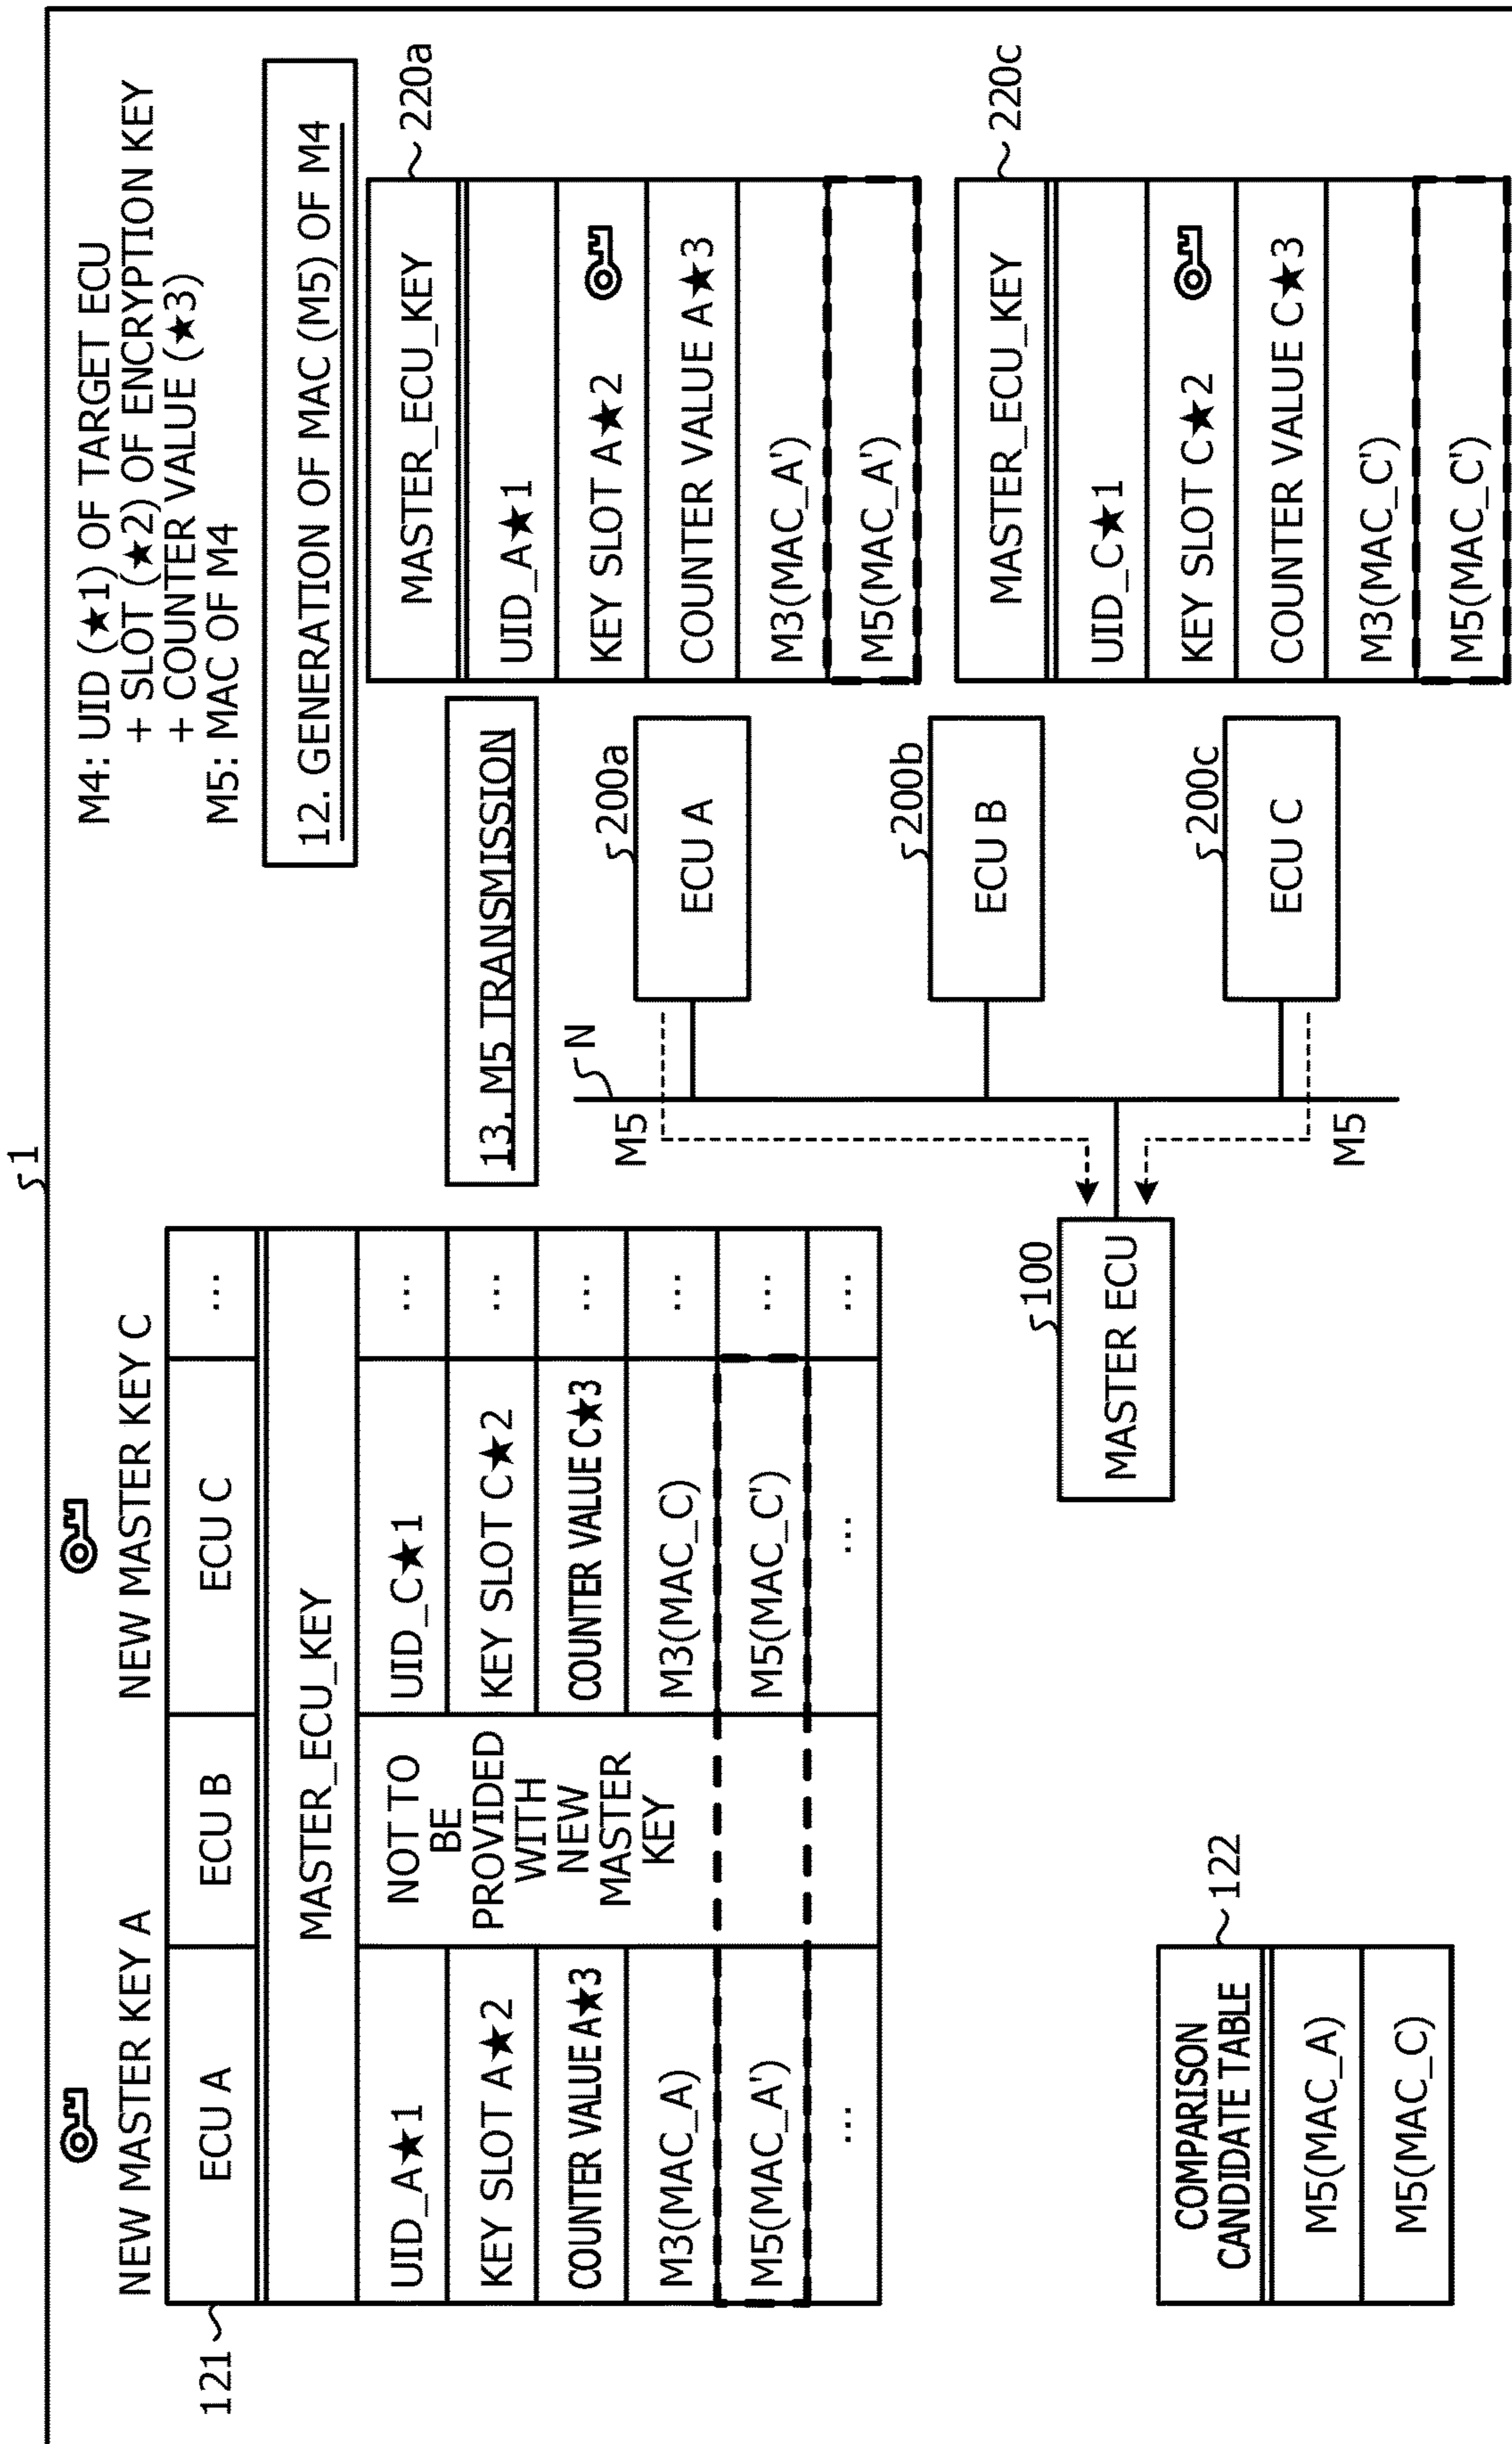 1
NEW MASTER KEY A
NEW MASTER KEY C
121
ECU A
ECU B
ECU C
...
MASTER_ECU_KEY
UID_A★1
NOT TO
BE
PROVIDED
WITH
NEW
MASTER
KEY
UID_C★1
...
KEY SLOT A★2
KEY SLOT C★2
...
COUNTER VALUE A★3
COUNTER VALUE C★3
...
M3(MAC_A)
M3(MAC_C)
...
M5(MAC_A')
M5(MAC_C')
...
...
...
...
COMPARISON
CANDIDATE TABLE
122
M5(MAC_A)
M5(MAC_C)
M4: UID (★1) OF TARGET ECU
+ SLOT (★2) OF ENCRYPTION KEY
+ COUNTER VALUE (★3)
M5: MAC OF M4
12. GENERATION OF MAC (M5) OF M4
13. M5 TRANSMISSION
100
MASTER ECU
N
M5
M5
200a
ECU A
200b
ECU B
200c
ECU C
220a
MASTER_ECU_KEY
UID_A★1
KEY SLOT A★2
COUNTER VALUE A★3
M3(MAC_A')
M5(MAC_A')
220c
MASTER_ECU_KEY
UID_C★1
KEY SLOT C★2
COUNTER VALUE C★3
M3(MAC_C')
M5(MAC_C')